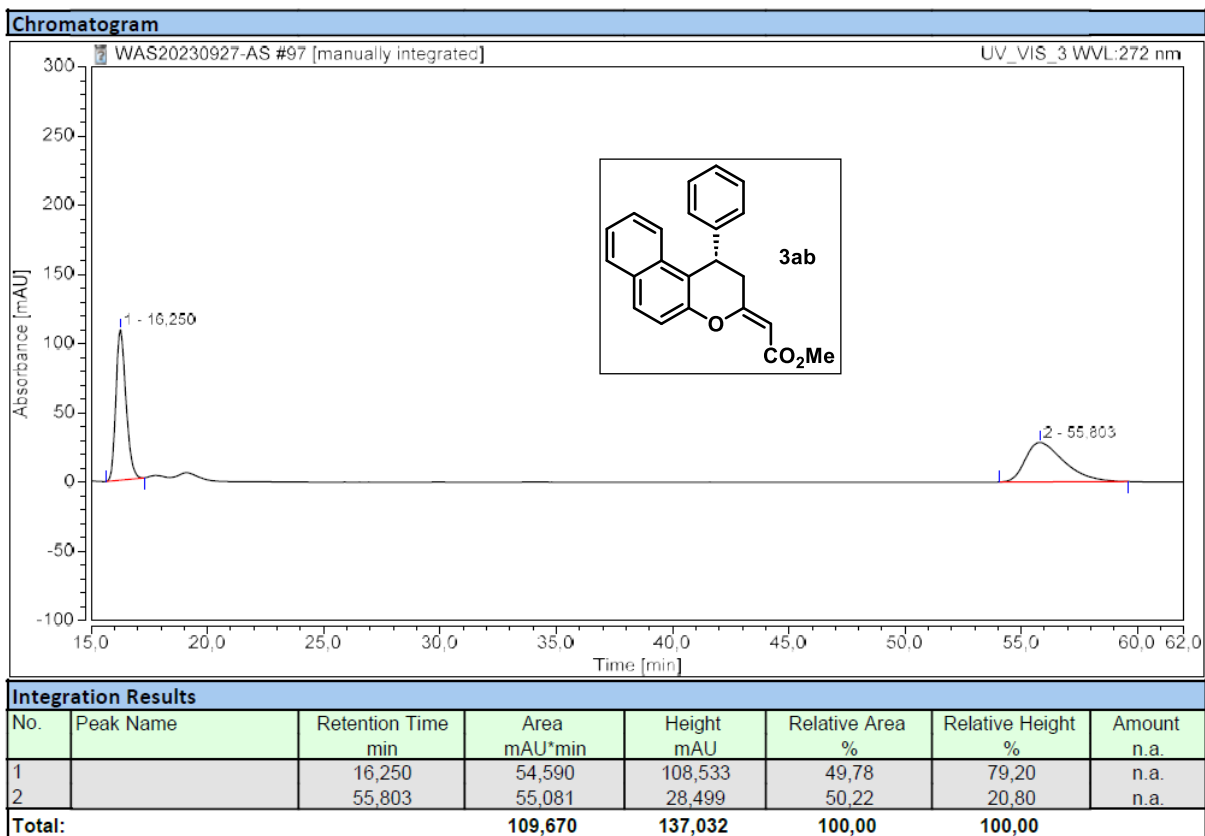 Chromatogram
WAS20230927-AS #97 [manually integrated] UV_VIS_3 WVL:272 nm
300
250
200
150
100
50
0
-50
-100
Absorbance [mAU]
1 - 16,250
2 - 55,803
3ab
O
CO2Me
15,0 20,0 25,0 30,0 35,0 40,0 45,0 50,0 55,0 60,0 62,0
Time [min]
Integration Results
No. Peak Name Retention Time Area Height Relative Area Relative Height Amount
min mAU*min mAU % % n.a.
1 16,250 54,590 108,533 49,78 79,20 n.a.
2 55,803 55,081 28,499 50,22 20,80 n.a.
Total: 109,670 137,032 100,00 100,00